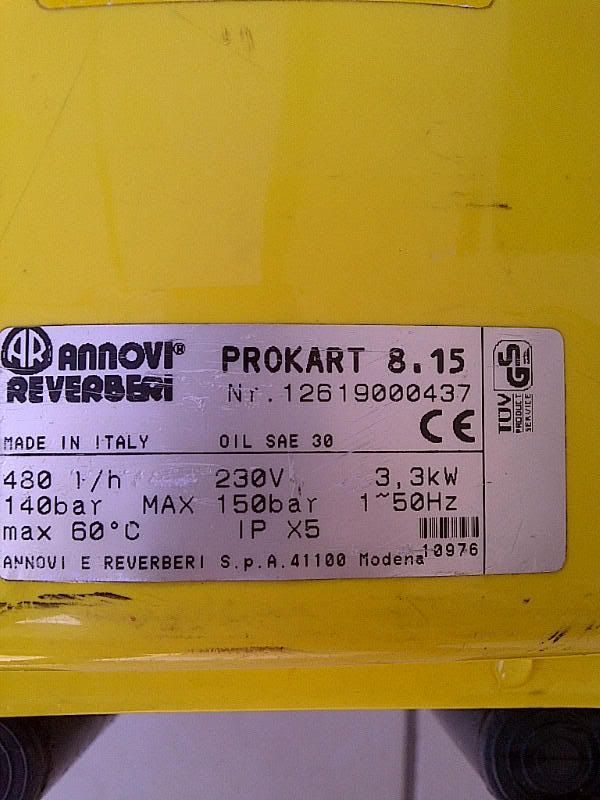 AR ANNOVI® REVERBERI
PROKART 8.15
Nr.12619000437
MADE IN ITALY OIL SAE 30 CE
TÜV PRODUCT SERVICE GS
480 l/h 230V 3,3kW
140bar MAX 150bar 1~50Hz
max 60°C IP X5
10976
ANNOVI E REVERBERI S.p.A. 41100 Modena